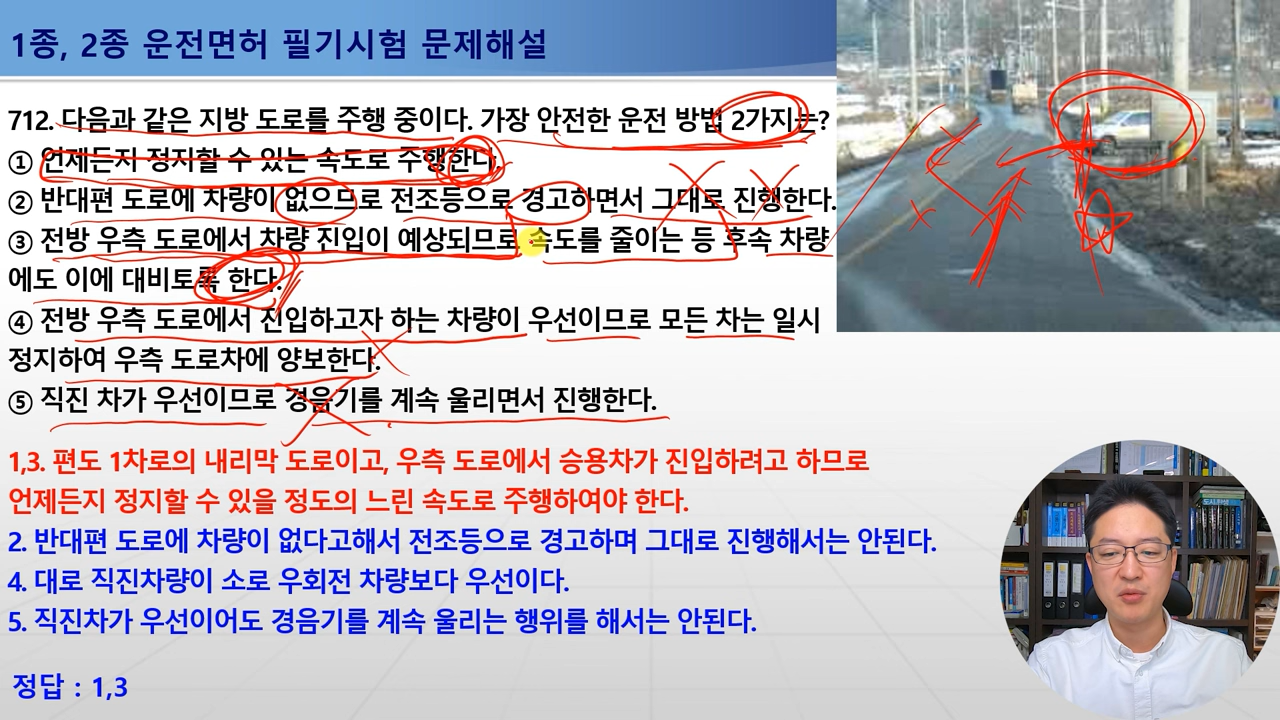 1종, 2종 운전면허 필기시험 문제해설
712. 다음과 같은 지방 도로를 주행 중이다. 가장 안전한 운전 방법 2가지는?
① 언제든지 정지할 수 있는 속도로 주행한다.
② 반대편 도로에 차량이 없으므로 전조등으로 경고하면서 그대로 진행한다.
③ 전방 우측 도로에서 차량 진입이 예상되므로 속도를 줄이는 등 후속 차량
에도 이에 대비토록 한다.
④ 전방 우측 도로에서 진입하고자 하는 차량이 우선이므로 모든 차는 일시
정지하여 우측 도로차에 양보한다.
⑤ 직진 차가 우선이므로 경음기를 계속 울리면서 진행한다.
1,3. 편도 1차로의 내리막 도로이고, 우측 도로에서 승용차가 진입하려고 하므로
언제든지 정지할 수 있을 정도의 느린 속도로 주행하여야 한다.
2. 반대편 도로에 차량이 없다고해서 전조등으로 경고하며 그대로 진행해서는 안된다.
4. 대로 직진차량이 소로 우회전 차량보다 우선이다.
5. 직진차가 우선이어도 경음기를 계속 울리는 행위를 해서는 안된다.
정답 : 1,3